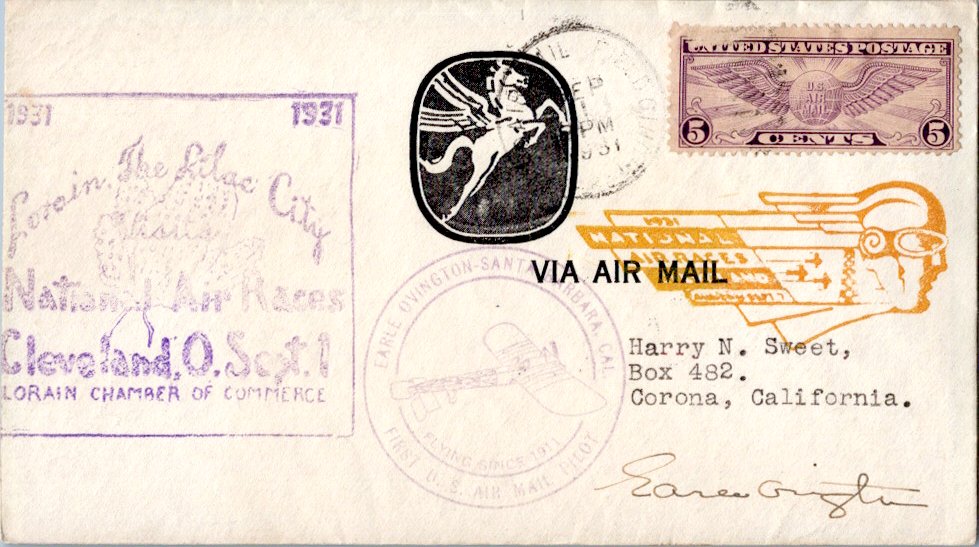 1931 1931
Lorain, The Lilac City
Visits
National Air Races
Cleveland, O. Sept. 1
LORAIN CHAMBER OF COMMERCE
PM
1931
UNITED STATES POSTAGE
U.S.
AIR
MAIL
5 CENTS 5
1931
NATIONAL
AIR RACES
VIA AIR MAIL
EARLE OVINGTON-SANTA BARBARA, CAL.
FLYING SINCE 1911
FIRST U.S. AIR MAIL PILOT
Harry N. Sweet,
Box 482.
Corona, California.
Earle Ovington